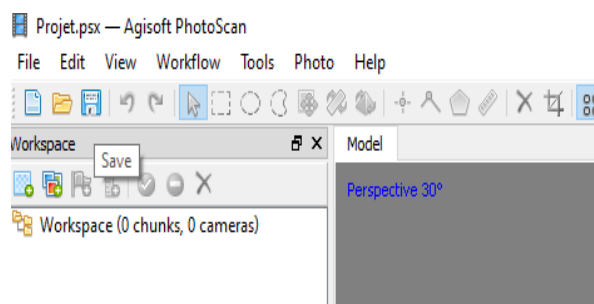 Projet.psx — Agisoft PhotoScan
File Edit View Workflow Tools Photo Help
Workspace
Model
Save
Perspective 30°
Workspace (0 chunks, 0 cameras)